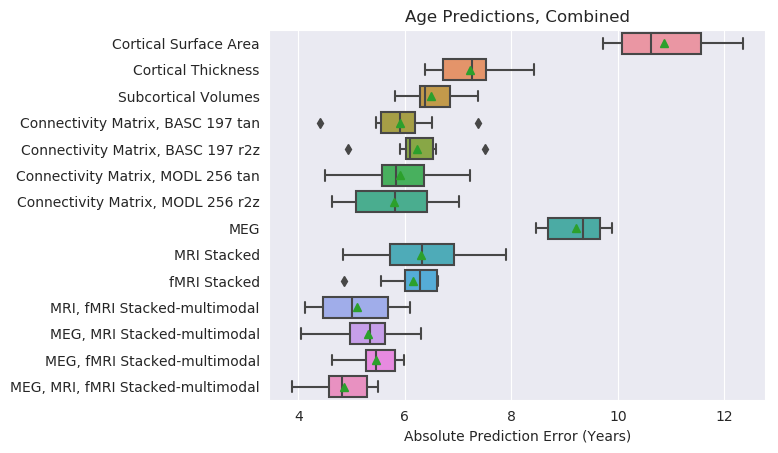 Age Predictions, Combined
Cortical Surface Area
Cortical Thickness
Subcortical Volumes
Connectivity Matrix, BASC 197 tan
Connectivity Matrix, BASC 197 r2z
Connectivity Matrix, MODL 256 tan
Connectivity Matrix, MODL 256 r2z
MEG
MRI Stacked
fMRI Stacked
MRI, fMRI Stacked-multimodal
MEG, MRI Stacked-multimodal
MEG, fMRI Stacked-multimodal
MEG, MRI, fMRI Stacked-multimodal
4 6 8 10 12
Absolute Prediction Error (Years)